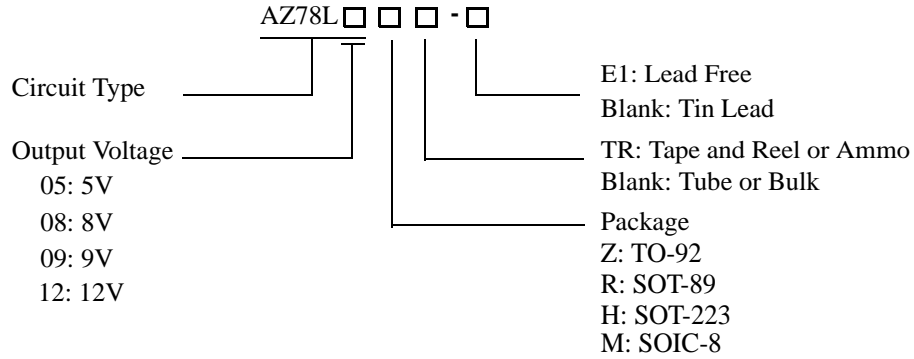 AZ78L□ □ □ - □
Circuit Type
Output Voltage
05: 5V
08: 8V
09: 9V
12: 12V
E1: Lead Free
Blank: Tin Lead
TR: Tape and Reel or Ammo
Blank: Tube or Bulk
Package
Z: TO-92
R: SOT-89
H: SOT-223
M: SOIC-8